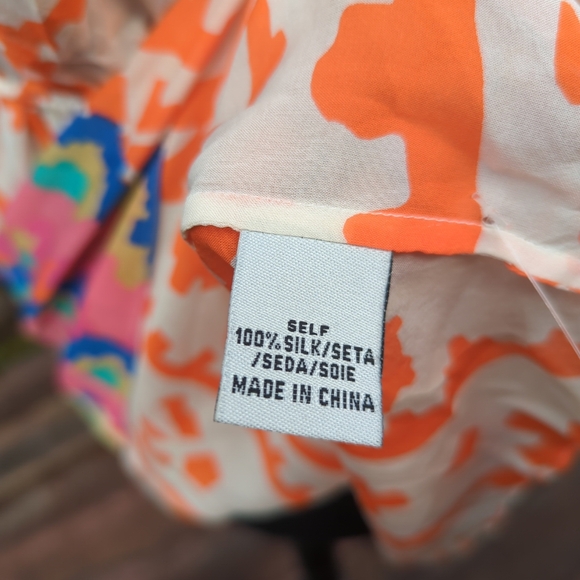 SELF
100% SILK/SETA
/SEDA/SOIE
MADE IN CHINA